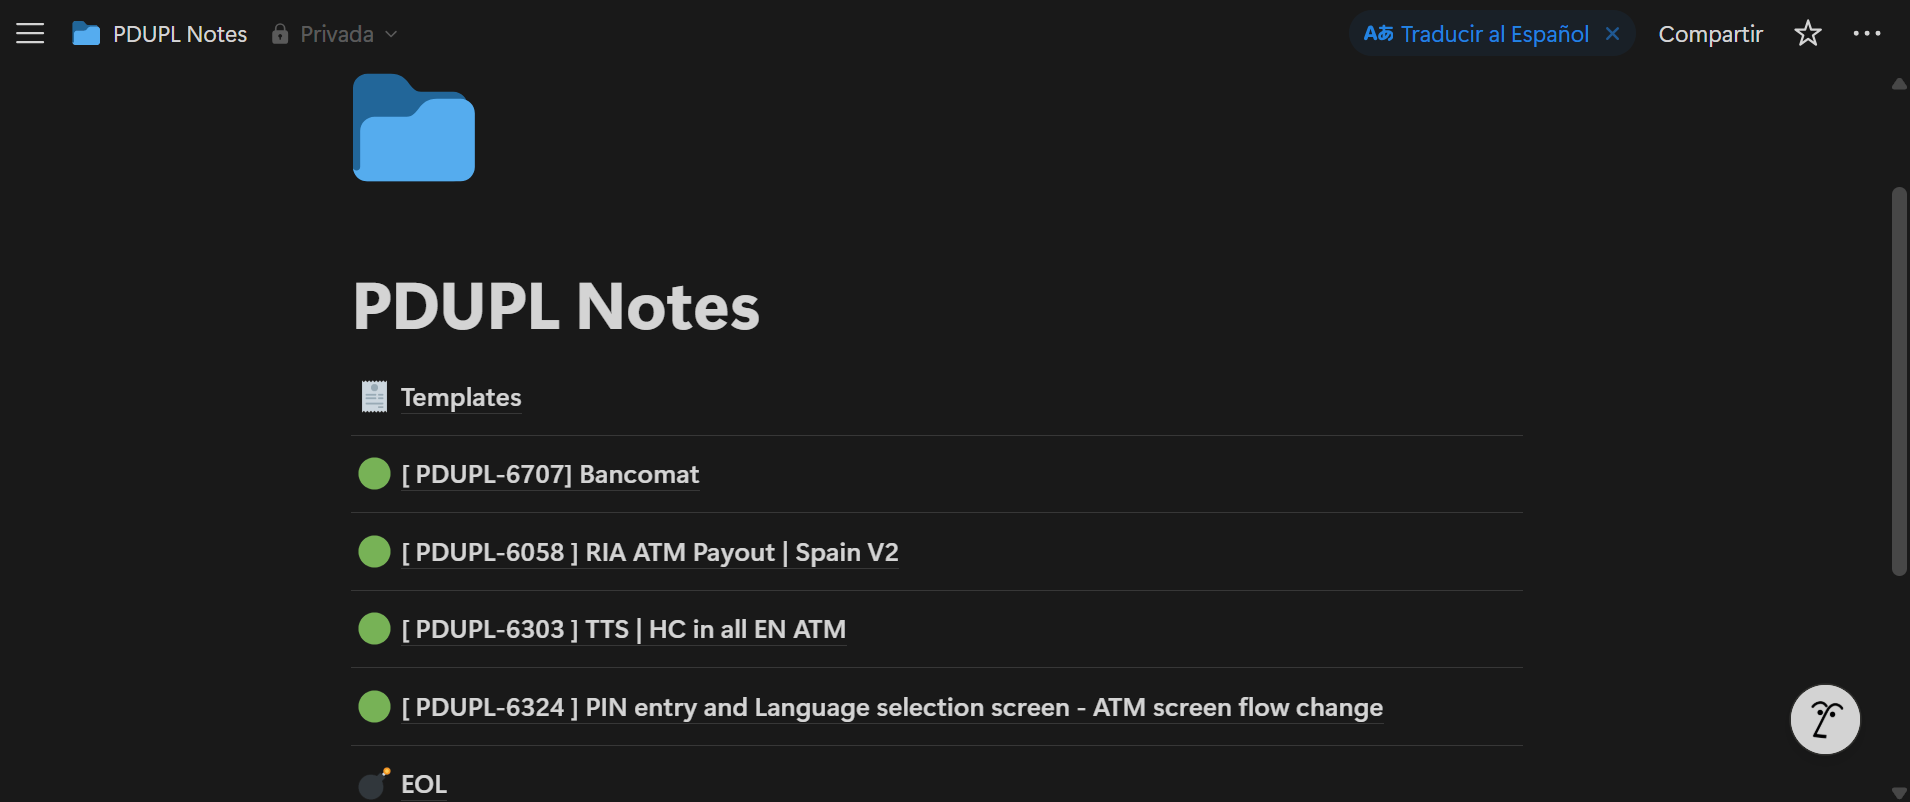 PDUPL Notes Privada Aあ Traducir al Español Compartir
PDUPL Notes
Templates
[ PDUPL-6707] Bancomat
[ PDUPL-6058 ] RIA ATM Payout | Spain V2
[ PDUPL-6303 ] TTS | HC in all EN ATM
[ PDUPL-6324 ] PIN entry and Language selection screen - ATM screen flow change
EOL